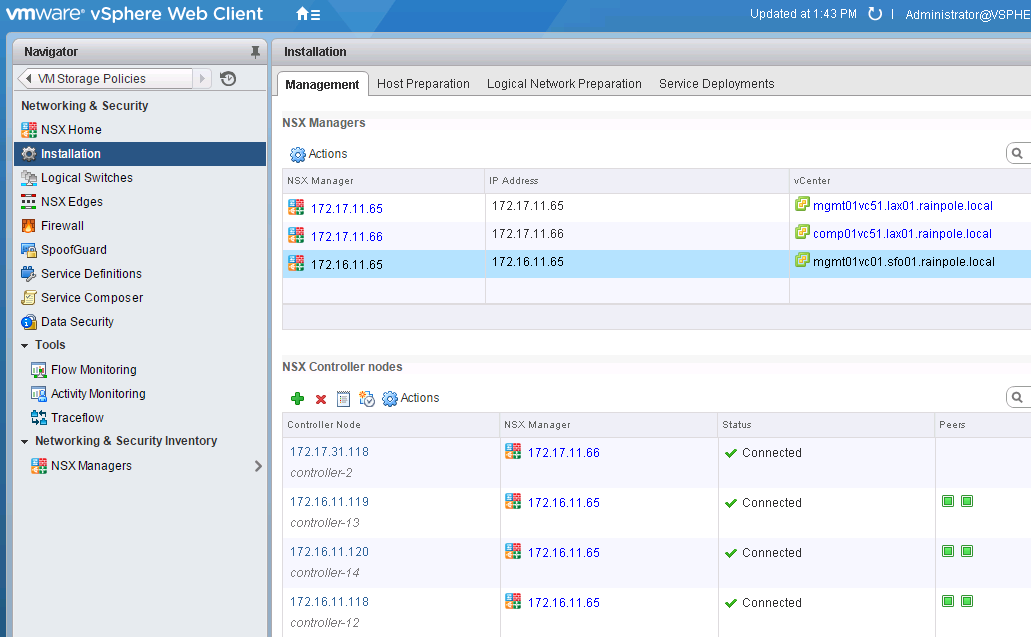 vmware® vSphere Web Client
Updated at 1:43 PM | Administrator@VSPHE
Navigator
VM Storage Policies
Networking & Security
NSX Home
Installation
Logical Switches
NSX Edges
Firewall
SpoofGuard
Service Definitions
Service Composer
Data Security
Tools
Flow Monitoring
Activity Monitoring
Traceflow
Networking & Security Inventory
NSX Managers
Installation
Management Host Preparation Logical Network Preparation Service Deployments
NSX Managers
Actions
NSX Manager IP Address vCenter
172.17.11.65 172.17.11.65 mgmt01vc51.lax01.rainpole.local
172.17.11.66 172.17.11.66 comp01vc51.lax01.rainpole.local
172.16.11.65 172.16.11.65 mgmt01vc01.sfo01.rainpole.local
NSX Controller nodes
Actions
Controller Node NSX Manager Status Peers
172.17.31.118 172.17.11.66 Connected
controller-2
172.16.11.119 172.16.11.65 Connected
controller-13
172.16.11.120 172.16.11.65 Connected
controller-14
172.16.11.118 172.16.11.65 Connected
controller-12